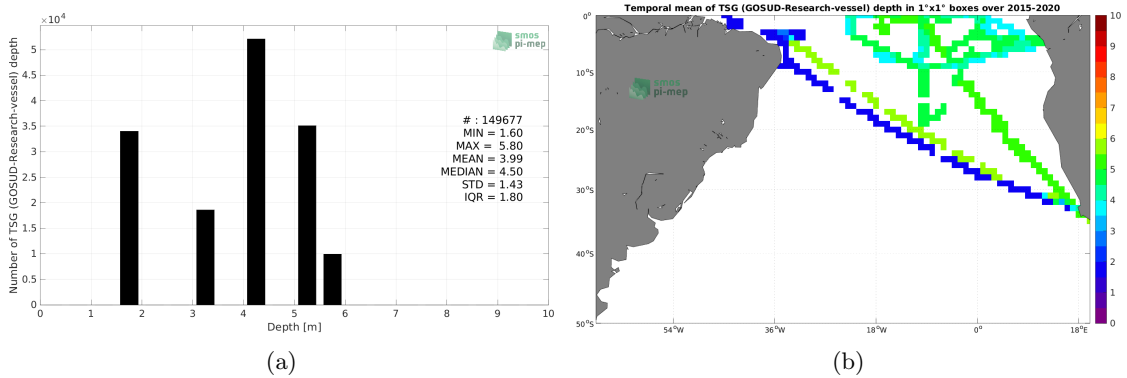 ×10⁴
5
4.5
4
3.5
3
2.5
2
1.5
1
0.5
0
Number of TSG (GOSUD-Research-vessel) depth
smos
pi-mep
# : 149677
MIN = 1.60
MAX = 5.80
MEAN = 3.99
MEDIAN = 4.50
STD = 1.43
IQR = 1.80
0 1 2 3 4 5 6 7 8 9 10
Depth [m]
(a)
Temporal mean of TSG (GOSUD-Research-vessel) depth in 1°x1° boxes over 2015-2020
0°
10°S
20°S
30°S
40°S
50°S
smos
pi-mep
54°W 36°W 18°W 0° 18°E
10
9
8
7
6
5
4
3
2
1
0
(b)